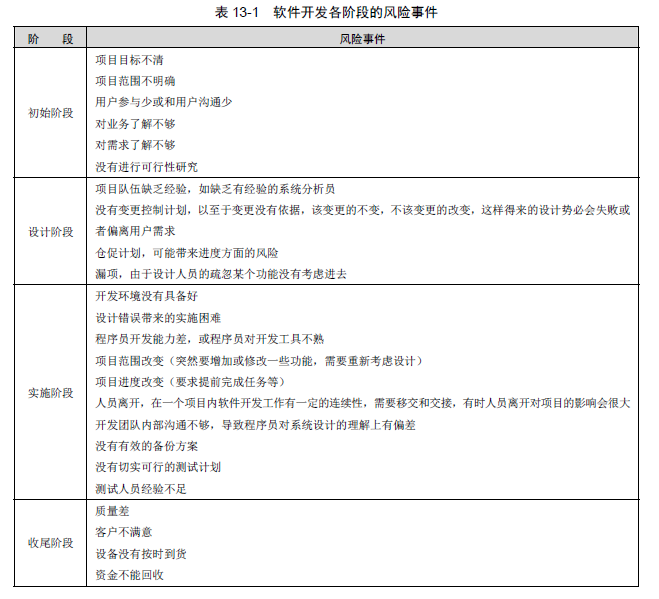 表 13-1 软件开发各阶段的风险事件
阶 段 风险事件
初始阶段
项目目标不清
项目范围不明确
用户参与少或和用户沟通少
对业务了解不够
对需求了解不够
没有进行可行性研究
设计阶段
项目队伍缺乏经验，如缺乏有经验的系统分析员
没有变更控制计划，以至于变更没有依据，该变更的不变，不该变更的改变，这样得来的设计势必会失败或
者偏离用户需求
仓促计划，可能带来进度方面的风险
漏项，由于设计人员的疏忽某个功能没有考虑进去
实施阶段
开发环境没有具备好
设计错误带来的实施困难
程序员开发能力差，或程序员对开发工具不熟
项目范围改变（突然要增加或修改一些功能，需要重新考虑设计）
项目进度改变（要求提前完成任务等）
人员离开，在一个项目内软件开发工作有一定的连续性，需要移交和交接，有时人员离开对项目的影响会很大
开发团队内部沟通不够，导致程序员对系统设计的理解上有偏差
没有有效的备份方案
没有切实可行的测试计划
测试人员经验不足
收尾阶段
质量差
客户不满意
设备没有按时到货
资金不能回收